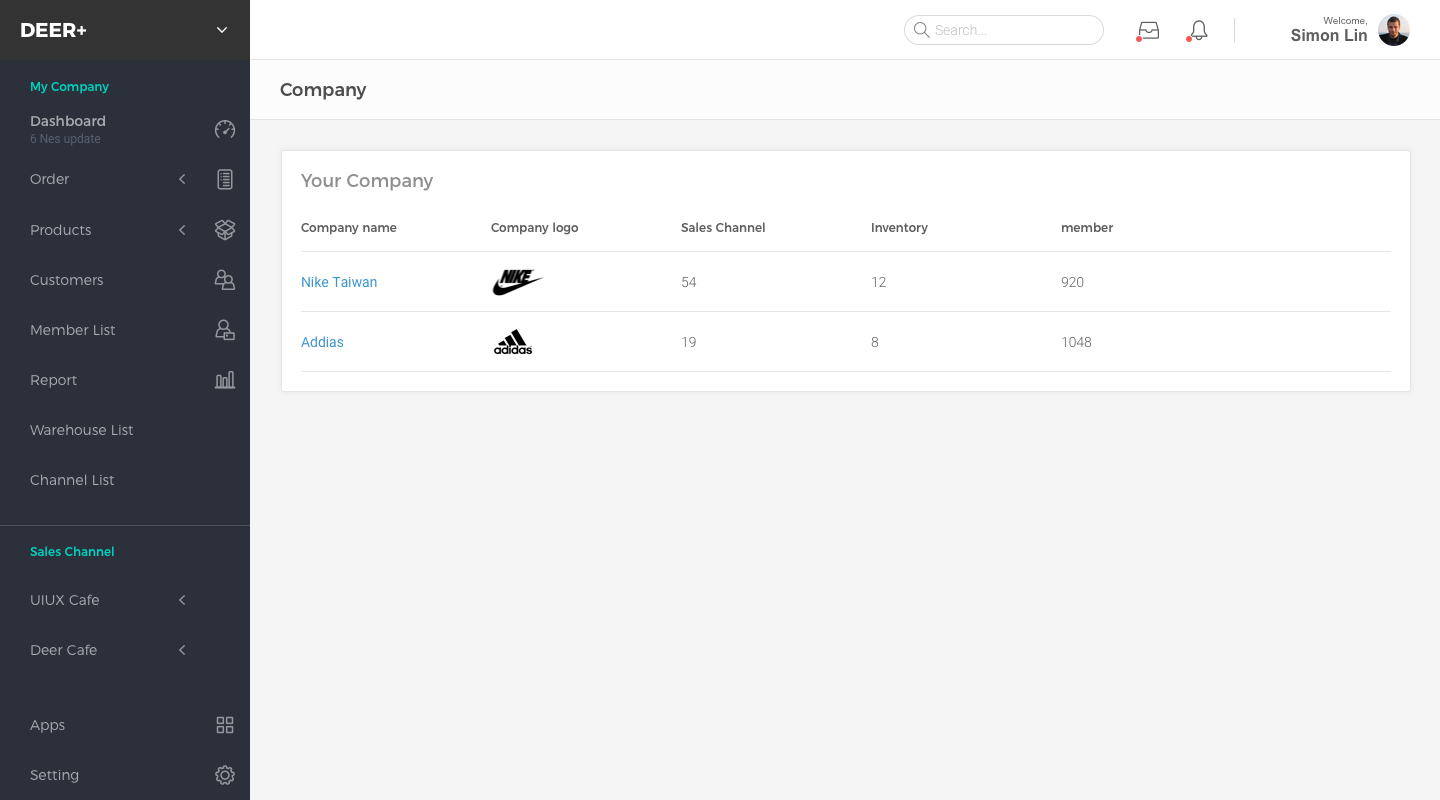 DEER+
Search...
Welcome,
Simon Lin
My Company
Dashboard
6 Nes update
Order
Products
Customers
Member List
Report
Warehouse List
Channel List
Sales Channel
UIUX Cafe
Deer Cafe
Apps
Setting
Company
Your Company
Company name Company logo Sales Channel Inventory member
Nike Taiwan NIKE 54 12 920
Addias adidas 19 8 1048